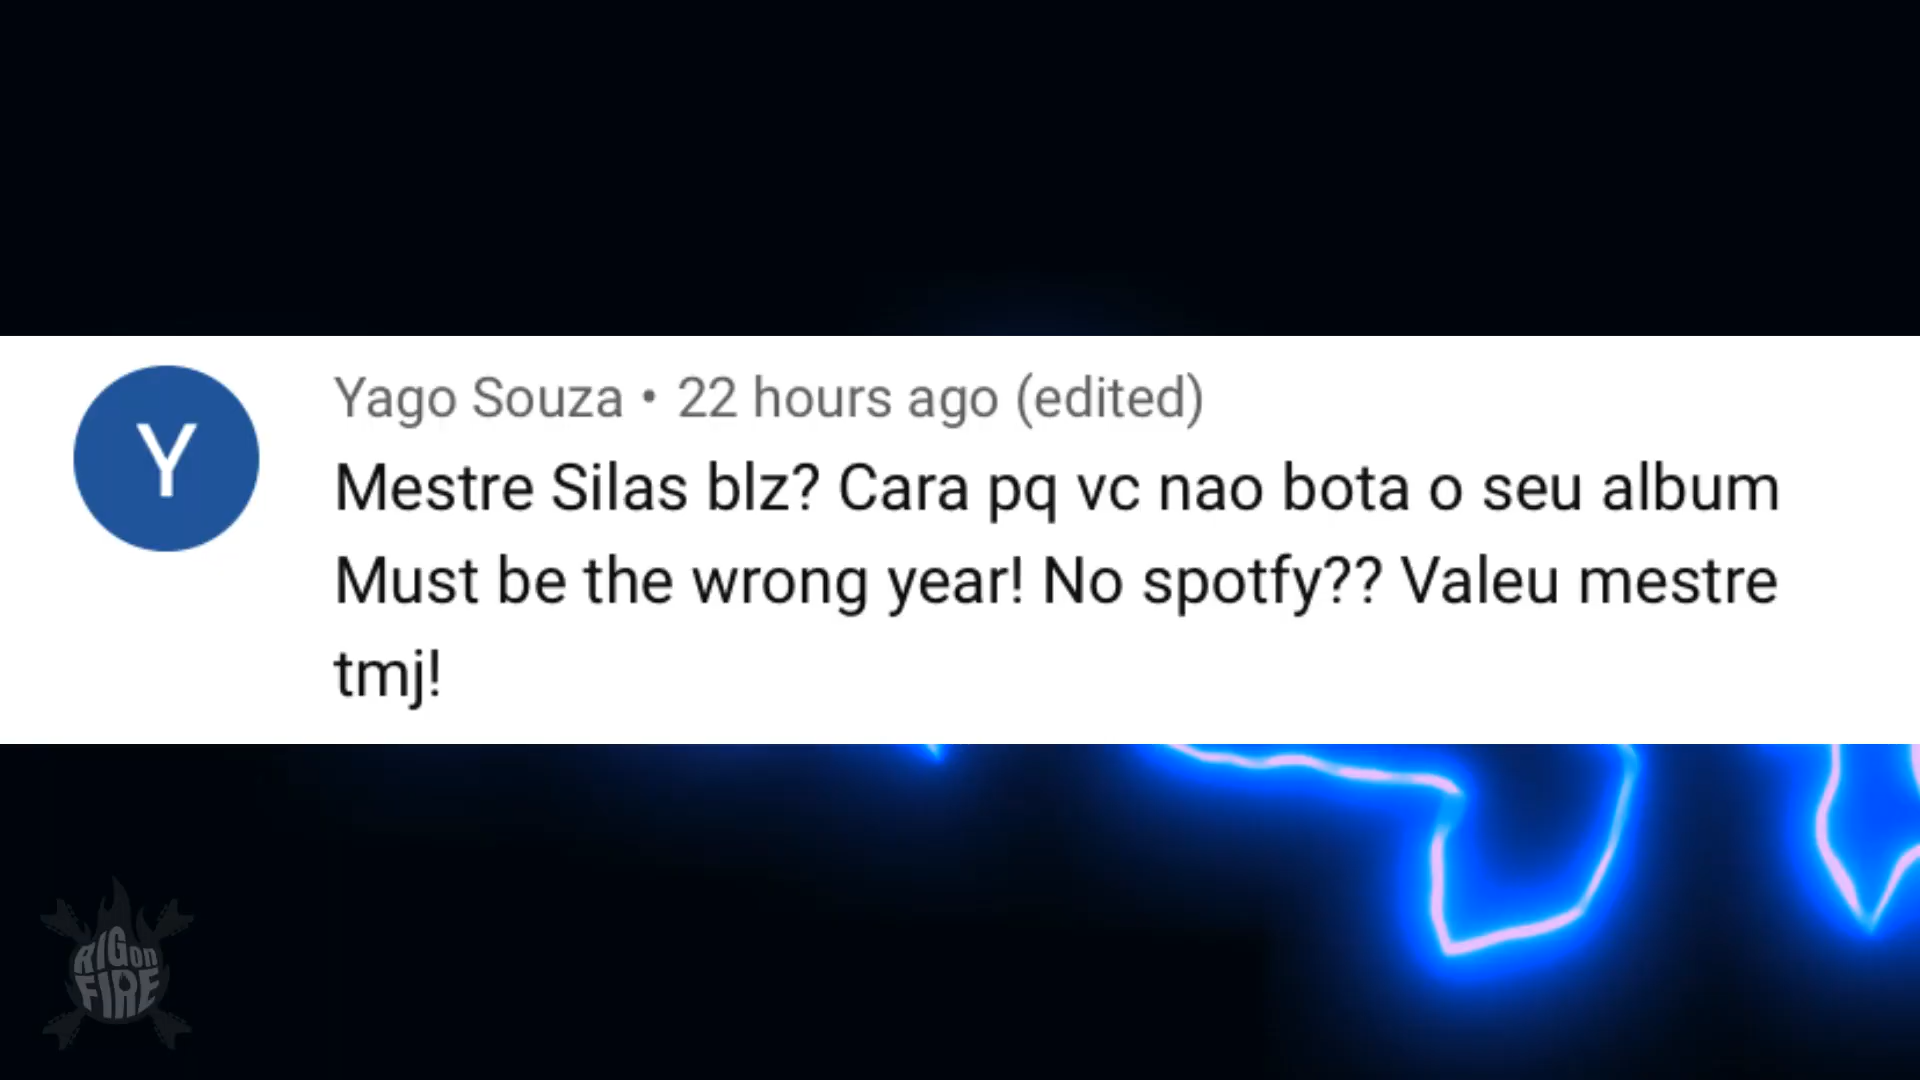 Y
Yago Souza • 22 hours ago (edited)
Mestre Silas blz? Cara pq vc nao bota o seu album
Must be the wrong year! No spotfy?? Valeu mestre
tmj!
RIG on
FIRE